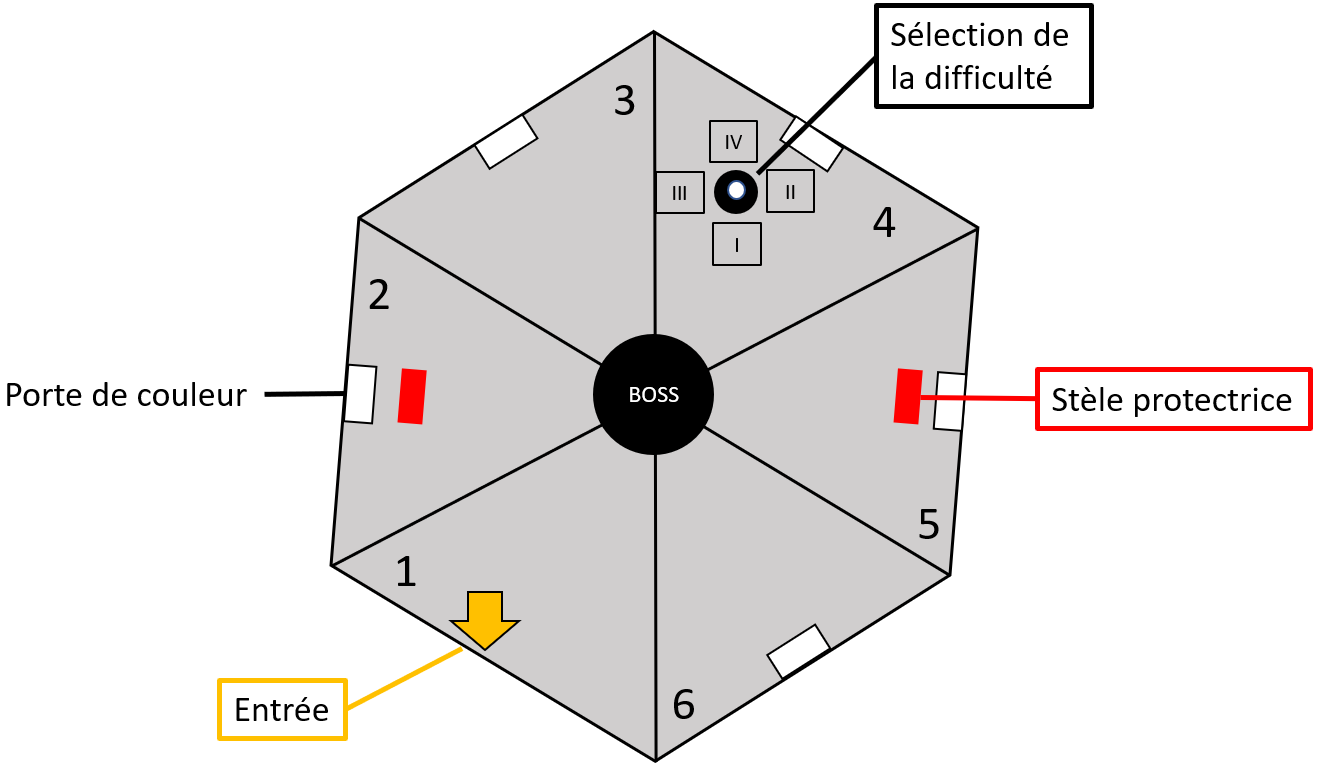 Sélection de
la difficulté
3
IV
III
II
I
4
2
Porte de couleur
BOSS
Stèle protectrice
5
1
Entrée
6